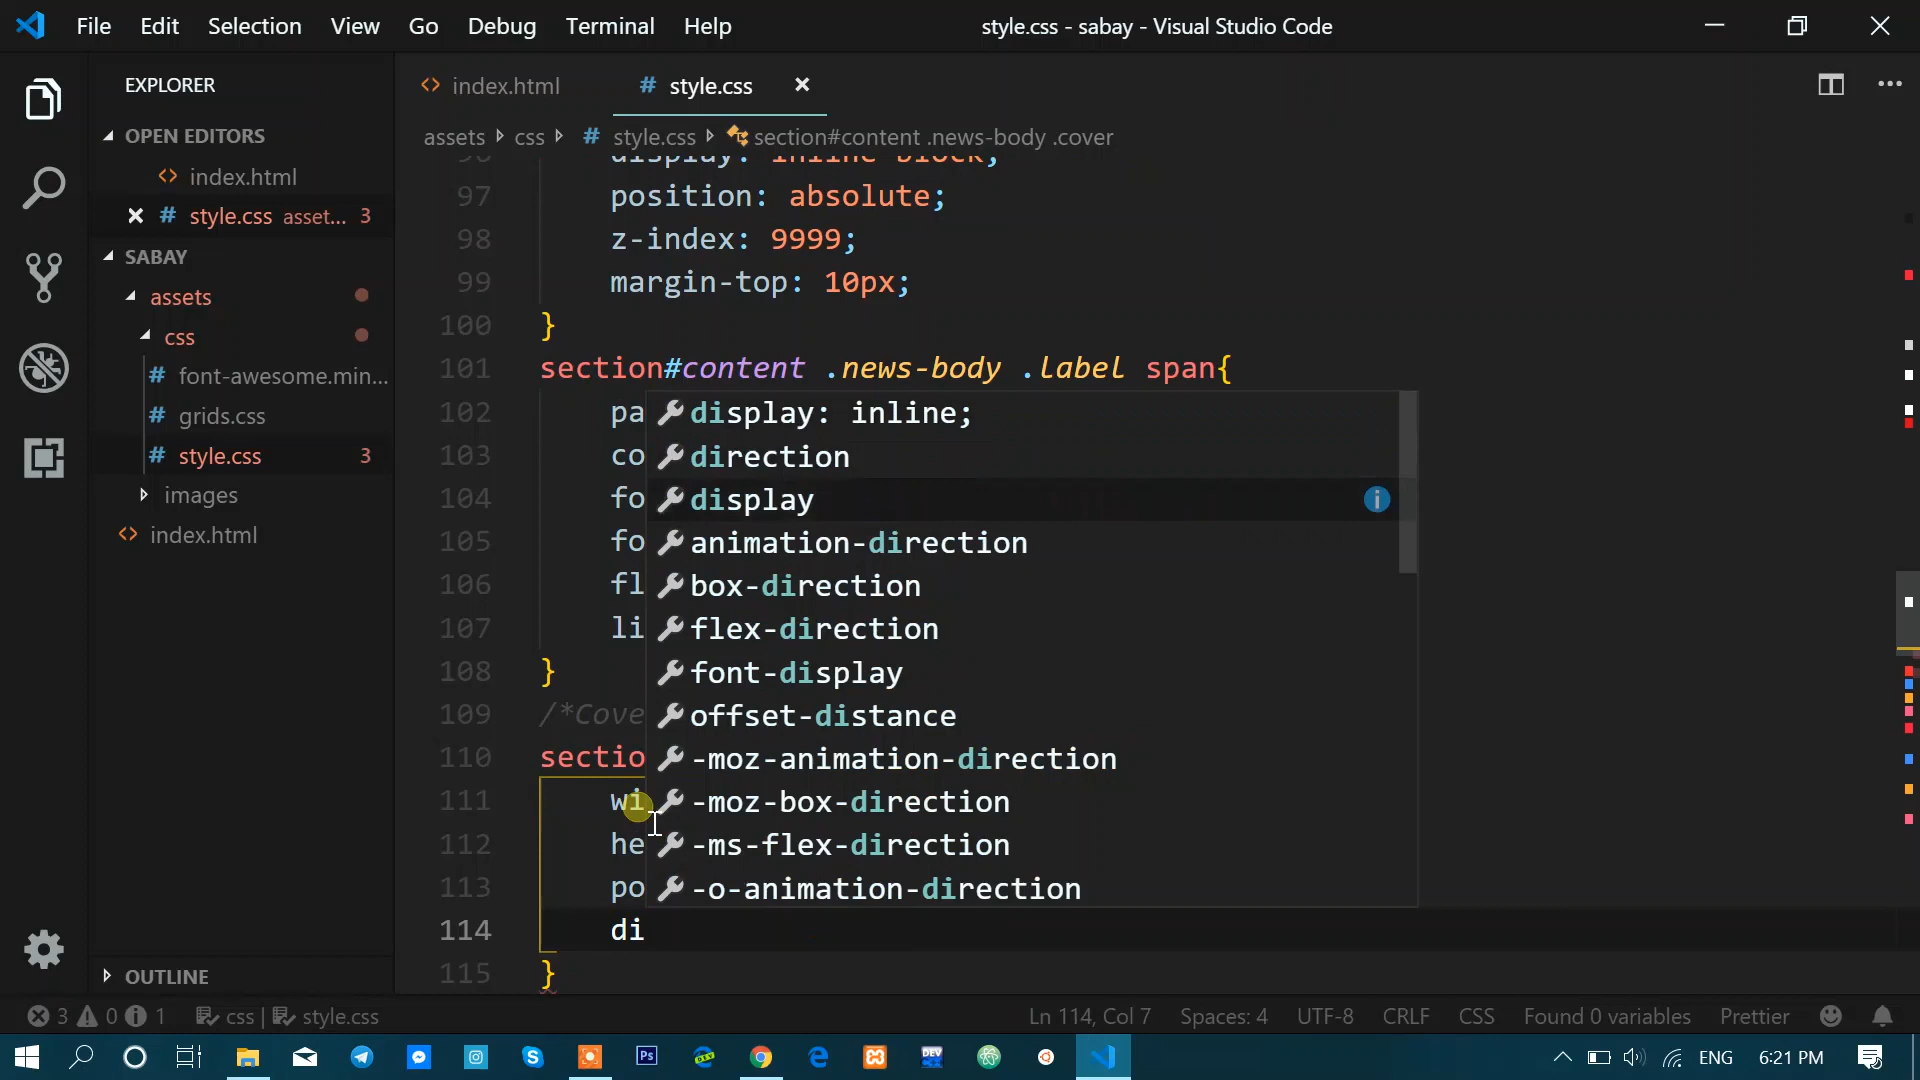 File Edit Selection View Go Debug Terminal Help
style.css - sabay - Visual Studio Code
EXPLORER
OPEN EDITORS
index.html
style.css asset... 3
SABAY
assets
css
font-awesome.min...
grids.css
style.css 3
images
index.html
OUTLINE
index.html
# style.css
assets css # style.css section#content .news-body .cover
96 display: inline-block;
97 position: absolute;
98 z-index: 9999;
99 margin-top: 10px;
100 }
101 section#content .news-body .label span{
102 pa
103 co
104 fo
105 fo
106 fl
107 li
108 }
109 /*Cove
110 sectio
111 wi
112 he
113 po
114 di
115 }
display: inline;
direction
display
animation-direction
box-direction
flex-direction
font-display
offset-distance
-moz-animation-direction
-moz-box-direction
-ms-flex-direction
-o-animation-direction
3 0 1 css | style.css
Ln 114, Col 7 Spaces: 4 UTF-8 CRLF CSS Found 0 variables Prettier
Ps
DEV
ENG 6:21 PM